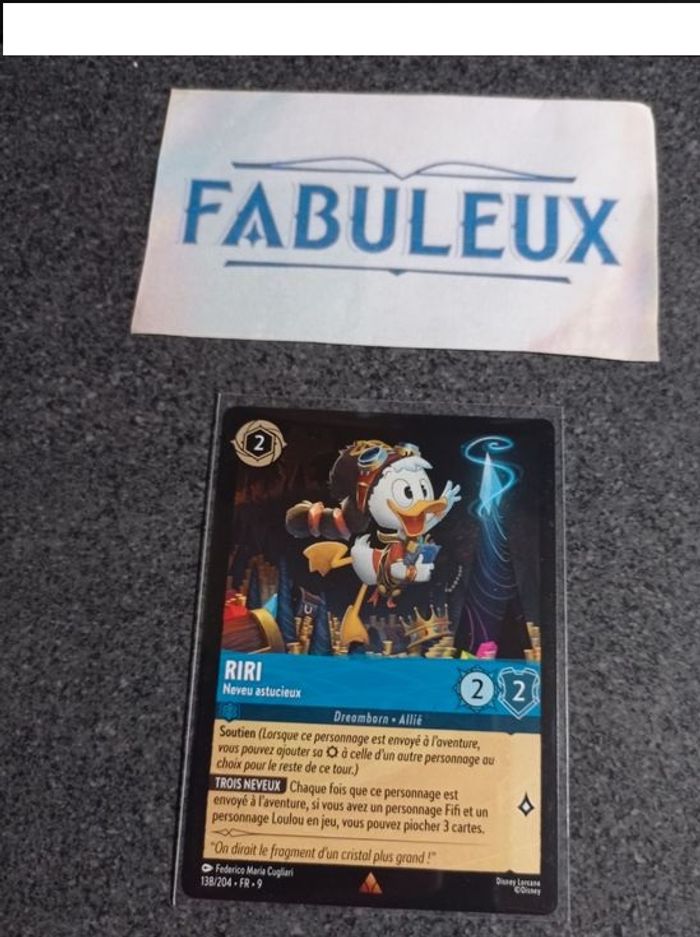 FABULEUX
2
RIRI
Neveu astucieux
2
2
Dreamborn • Allié
Soutien (Lorsque ce personnage est envoyé à l'aventure,
vous pouvez ajouter sa ¤ à celle d'un autre personnage au
choix pour le reste de ce tour.)
TROIS NEVEUX Chaque fois que ce personnage est
envoyé à l'aventure, si vous avez un personnage Fifi et un
personnage Loulou en jeu, vous pouvez piocher 3 cartes.
"On dirait le fragment d'un cristal plus grand !"
Federico Maria Cugliari
138/204 • FR • 9
Disney Lorcana
©Disney